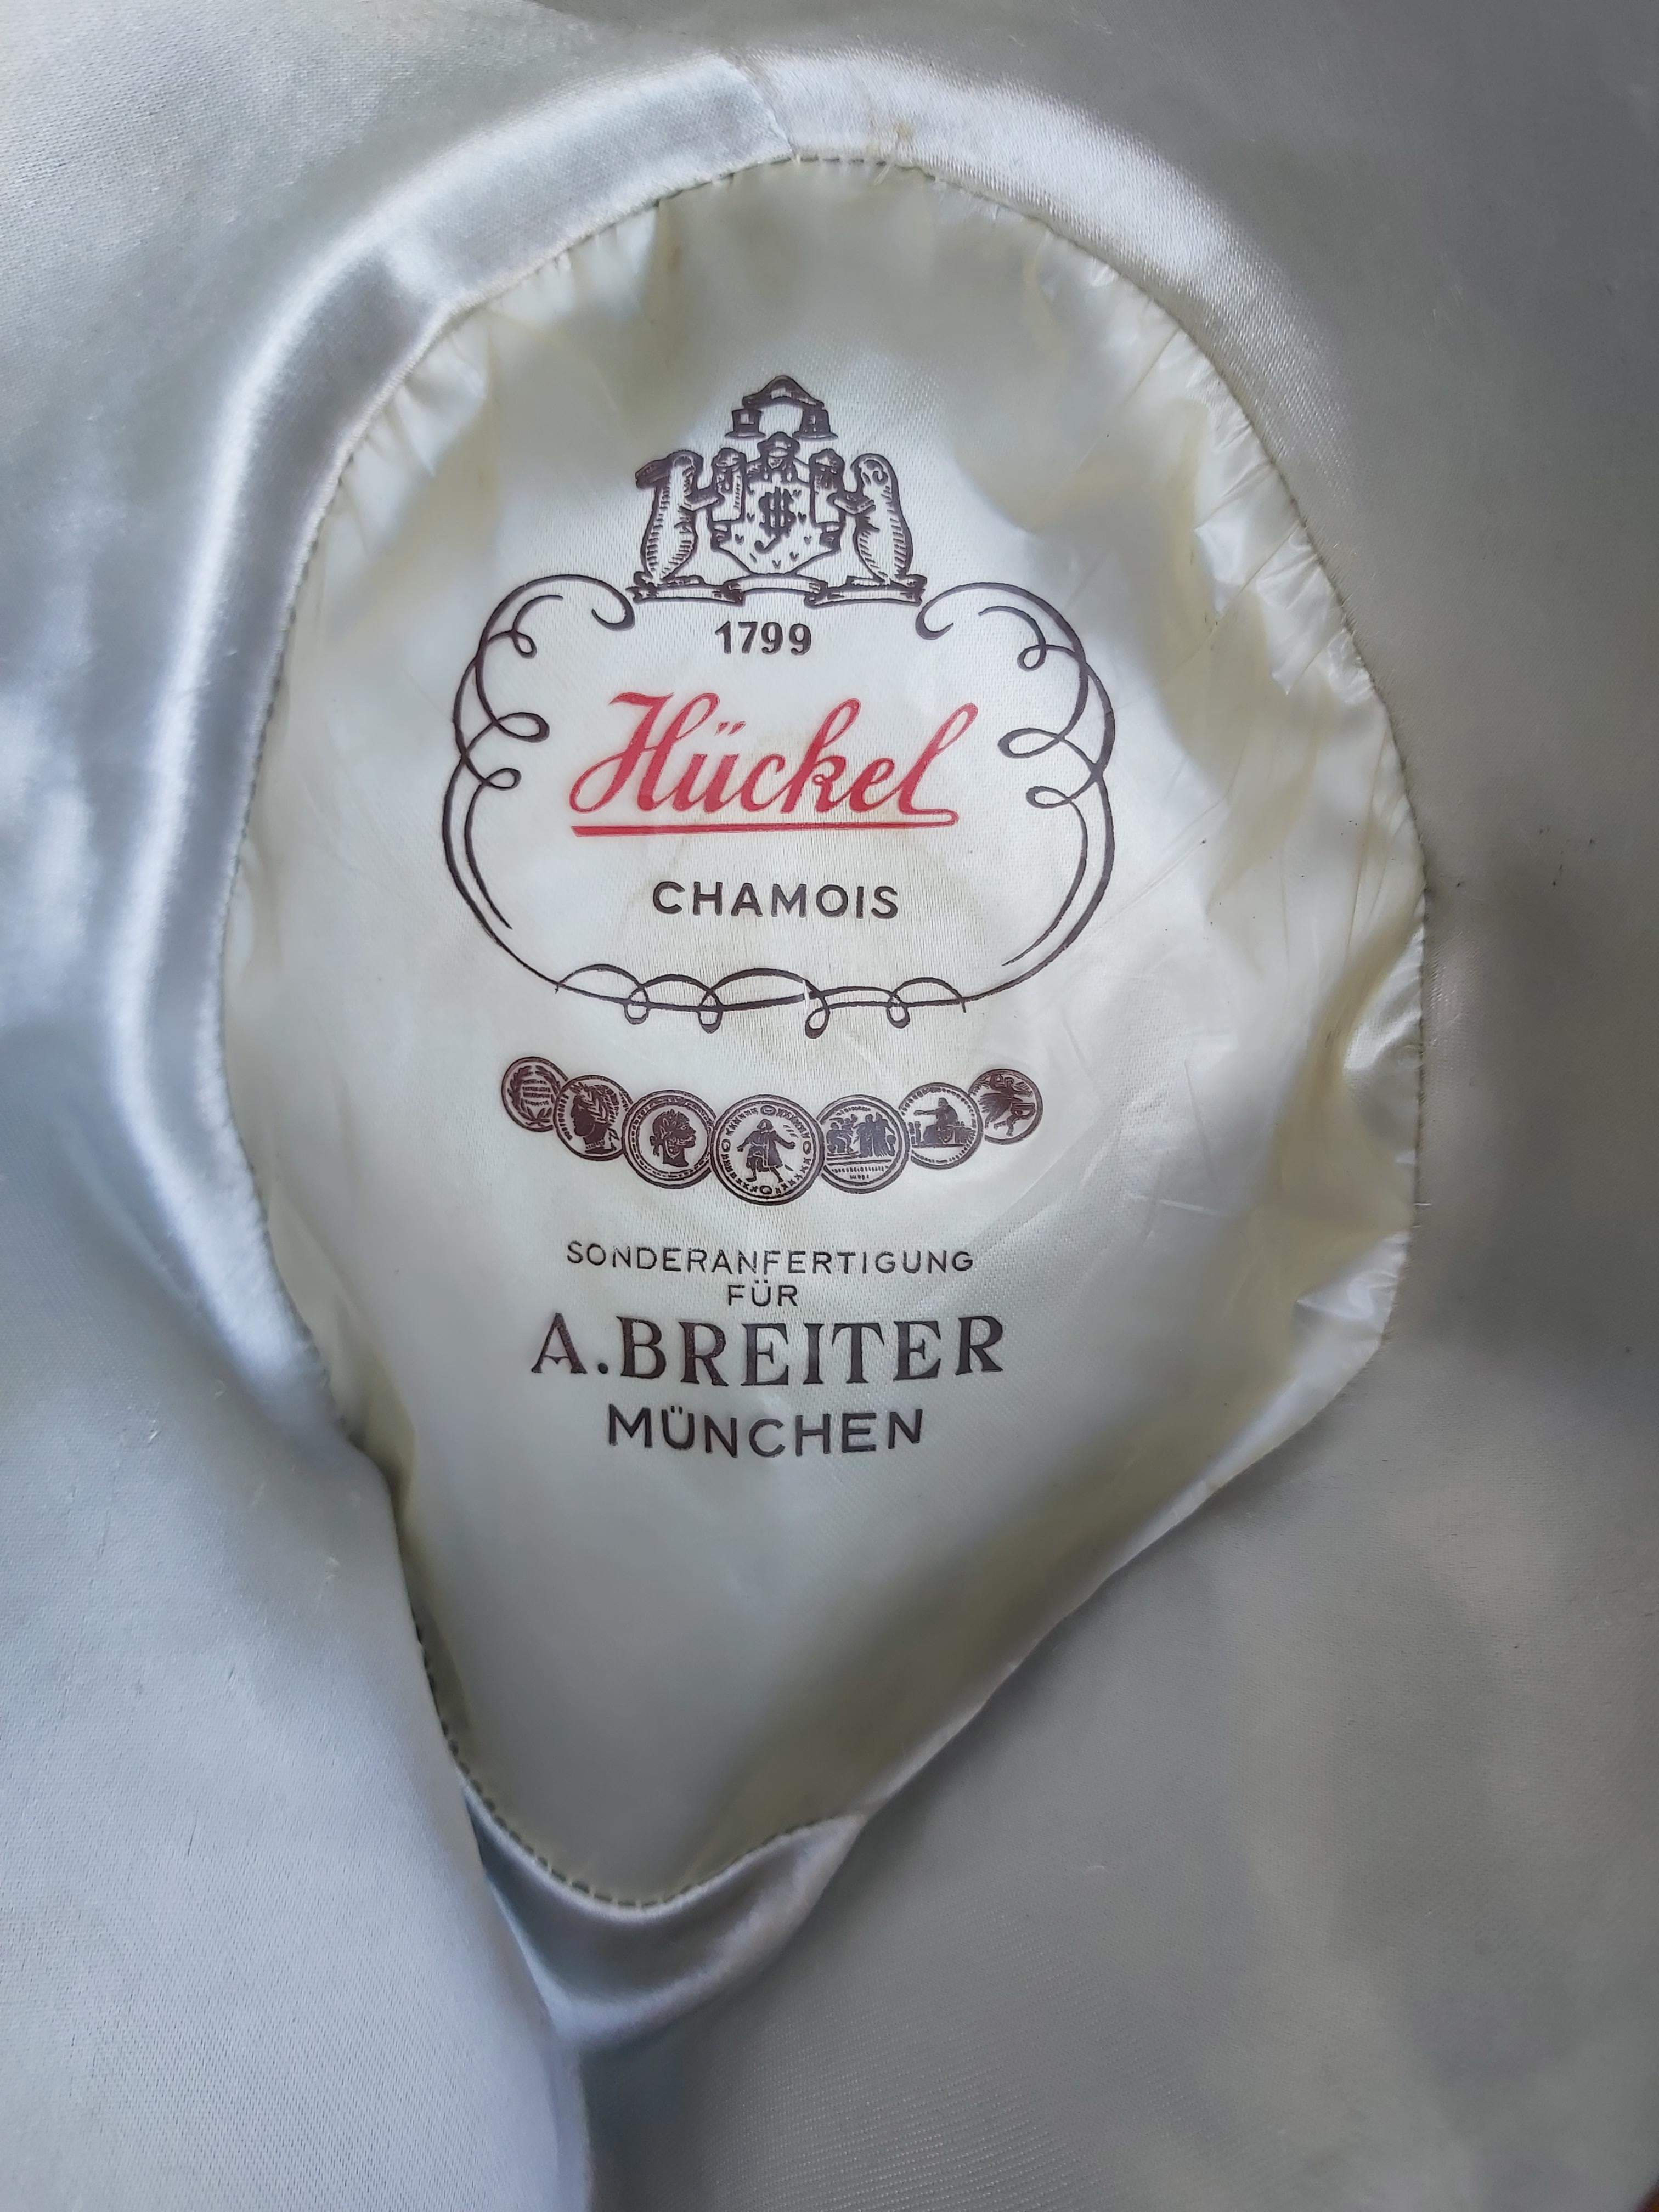 1799
Hückel
CHAMOIS
SONDERANFERTIGUNG
FÜR
A.BREITER
MÜNCHEN